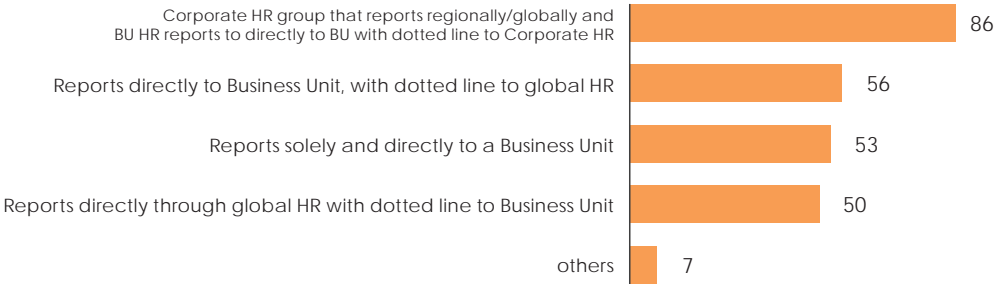 Corporate HR group that reports regionally/globally and
BU HR reports to directly to BU with dotted line to Corporate HR
86
Reports directly to Business Unit, with dotted line to global HR
56
Reports solely and directly to a Business Unit
53
Reports directly through global HR with dotted line to Business Unit
50
others
7